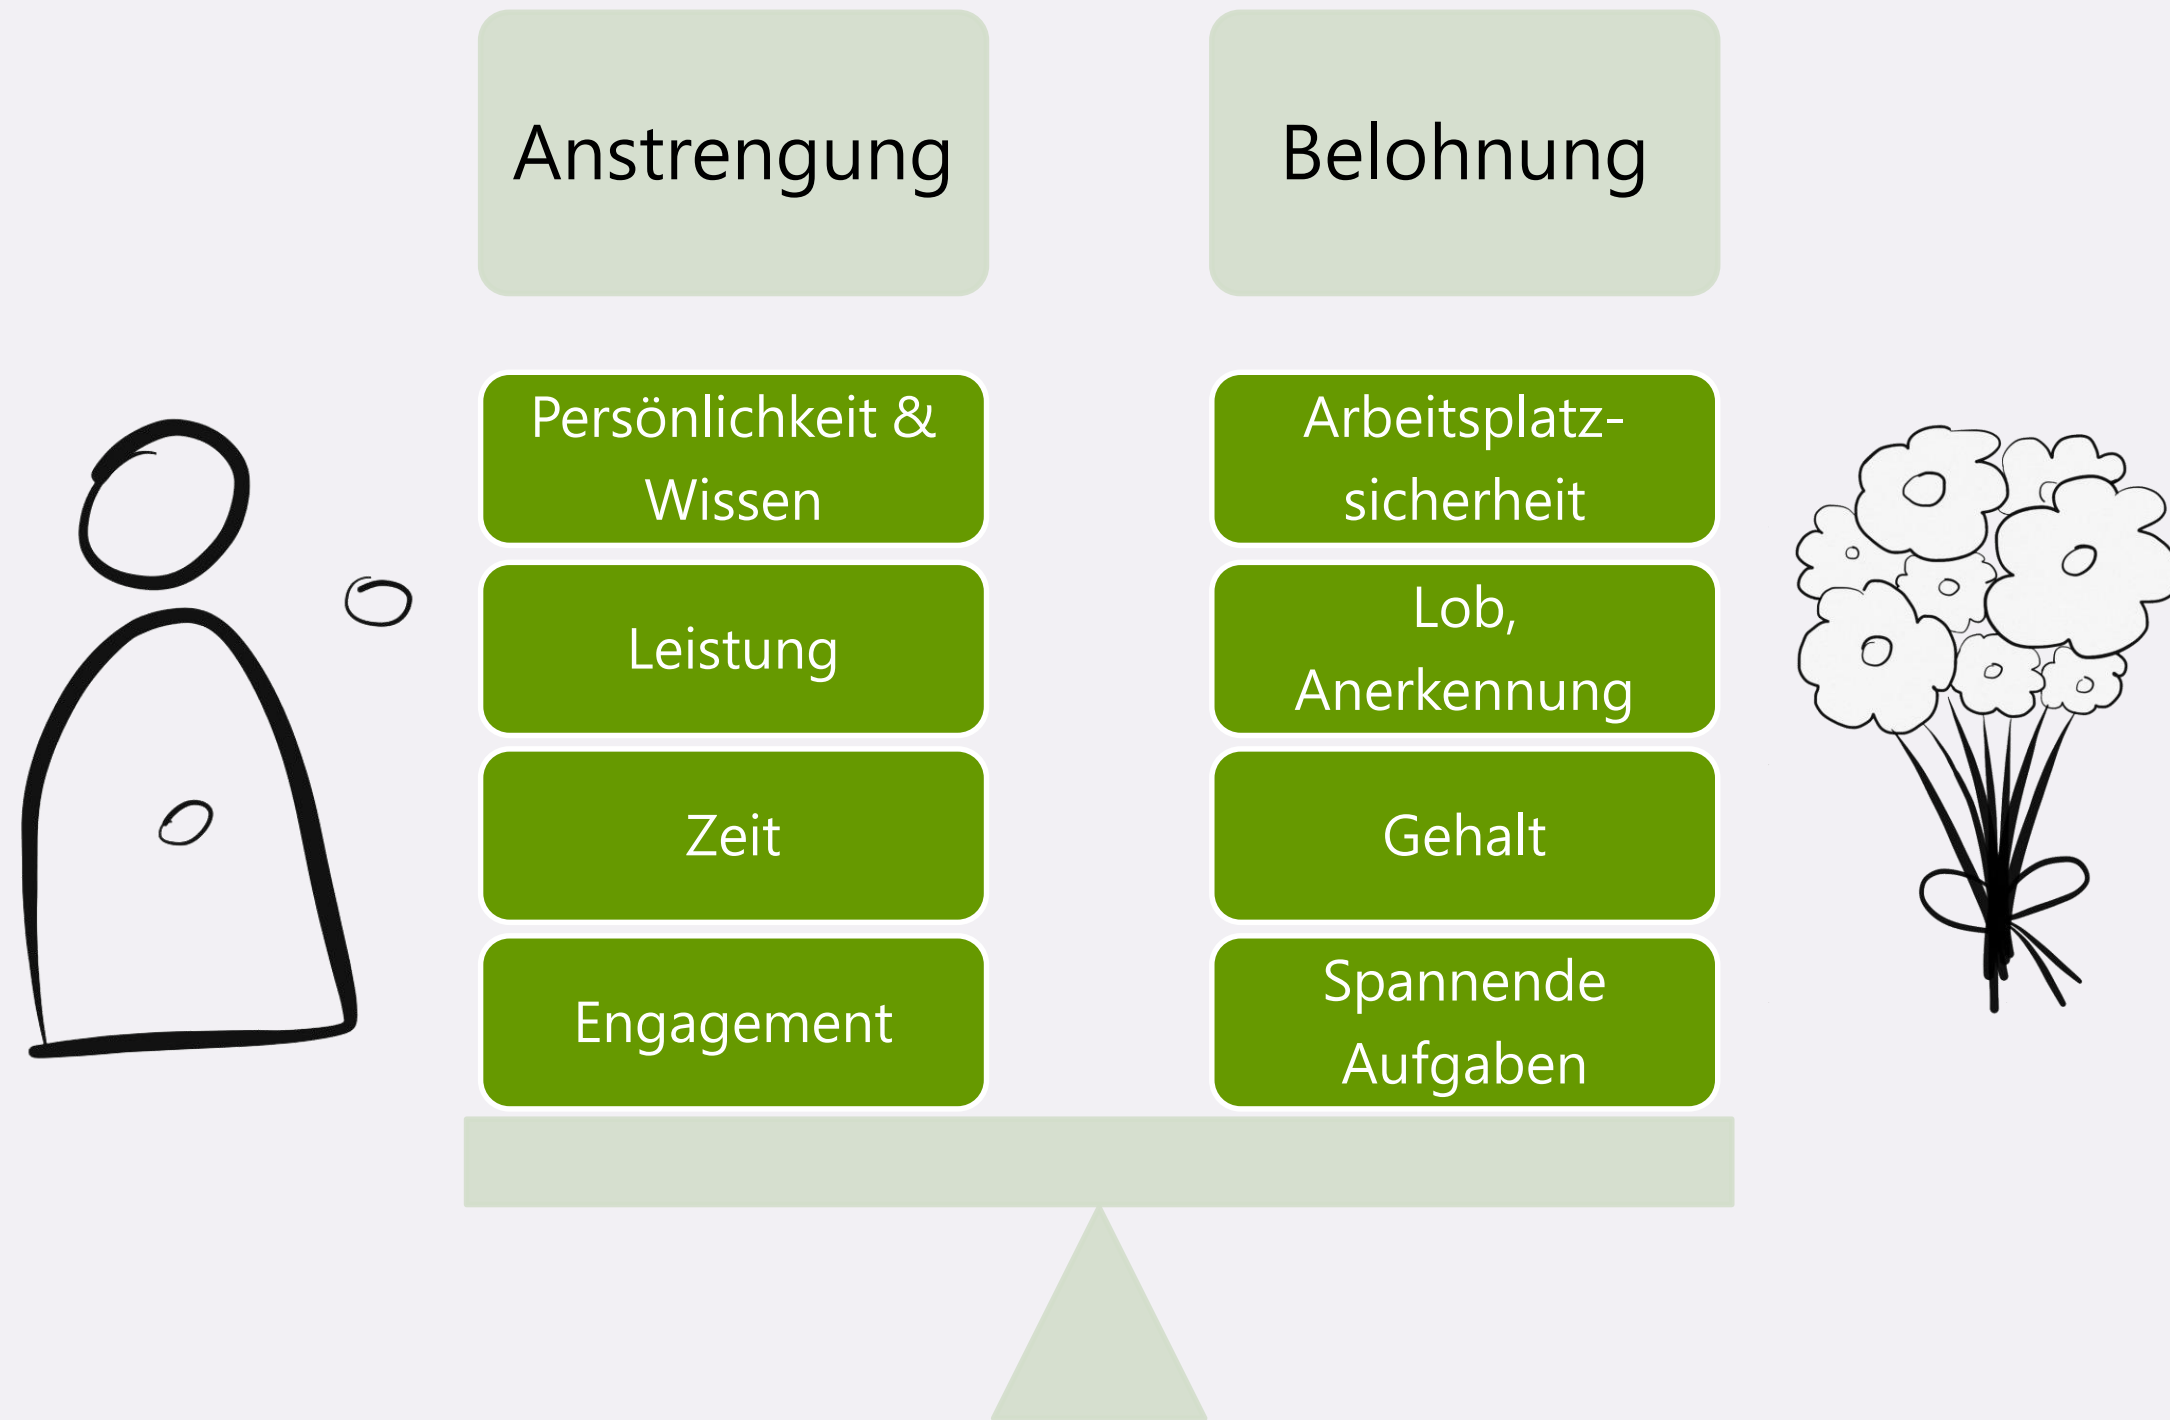 Anstrengung
Belohnung
Persönlichkeit &
Wissen
Leistung
Zeit
Engagement
Arbeitsplatz-
sicherheit
Lob,
Anerkennung
Gehalt
Spannende
Aufgaben